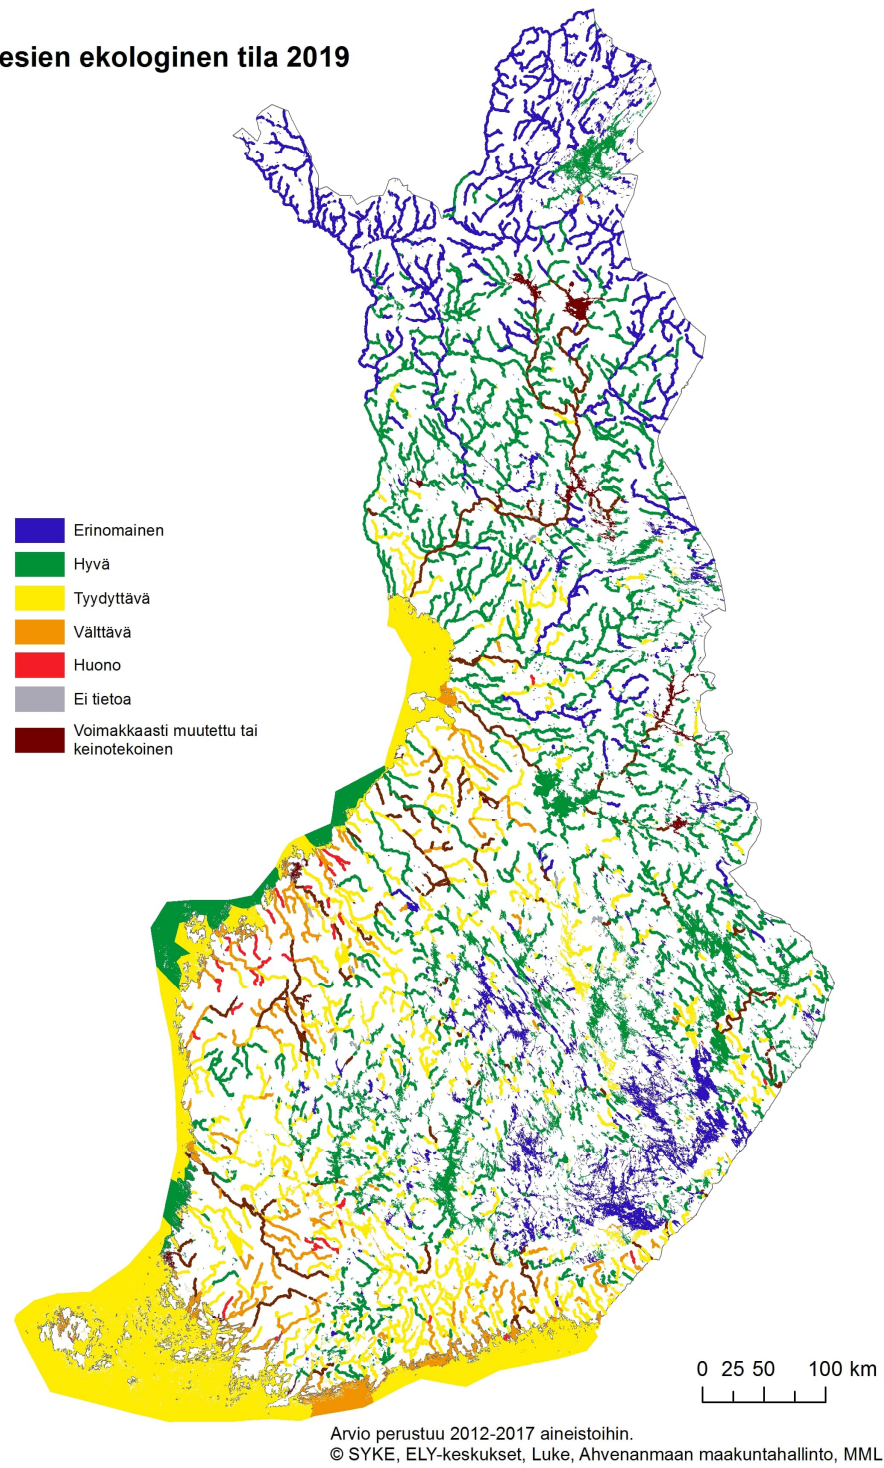 esien ekologinen tila 2019
Erinomainen
Hyvä
Tyydyttävä
Välttävä
Huono
Ei tietoa
Voimakkaasti muutettu tai
keinotekoinen
0 25 50 100 km
Arvio perustuu 2012-2017 aineistoihin.
© SYKE, ELY-keskukset, Luke, Ahvenanmaan maakuntahallinto, MML